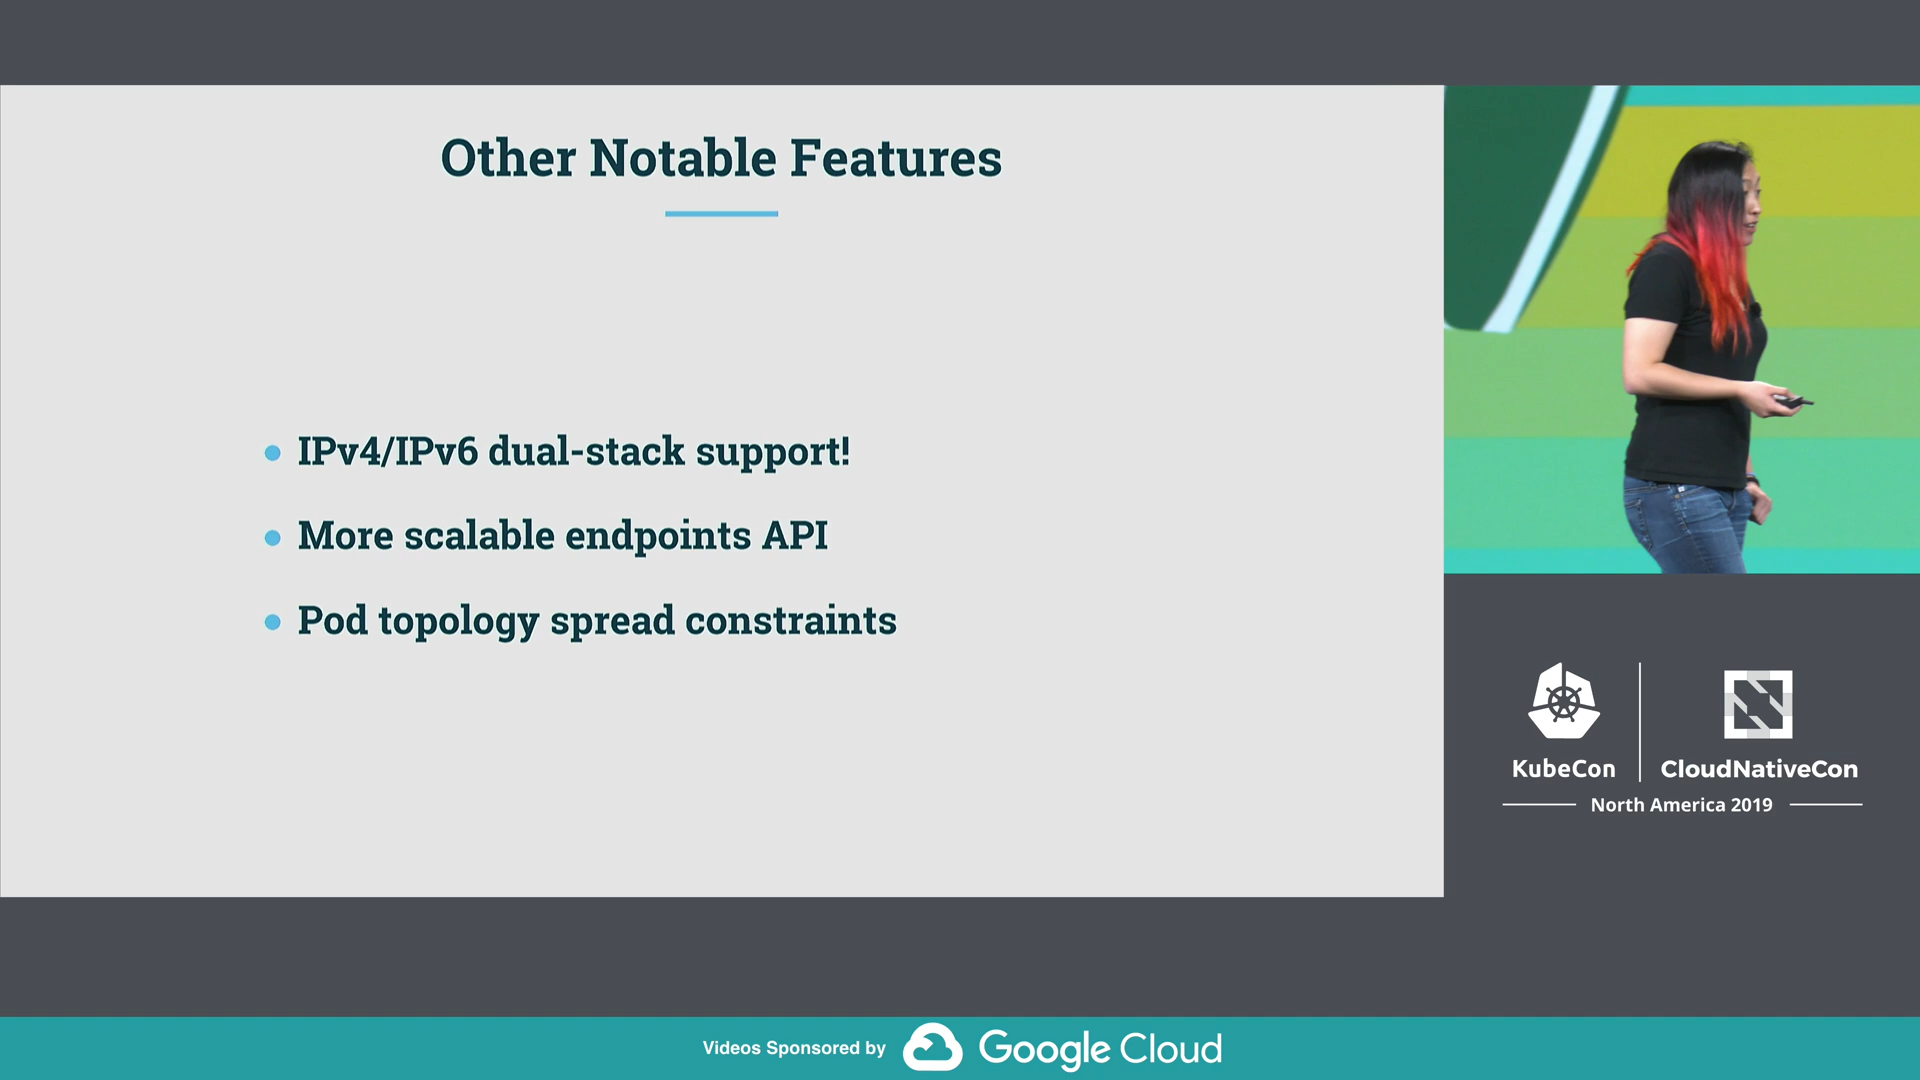 Other Notable Features
IPv4/IPv6 dual-stack support!
More scalable endpoints API
Pod topology spread constraints
KubeCon
CloudNativeCon
North America 2019
Videos Sponsored by
Google Cloud